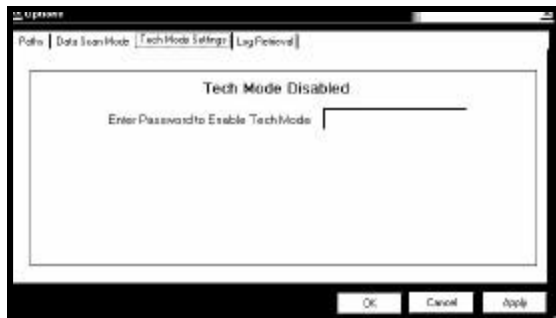 Options
Paths Data Scan Mode Tech Mode Settings Log Retrieval
Tech Mode Disabled
Enter Password to Enable Tech Mode
OK Cancel Apply